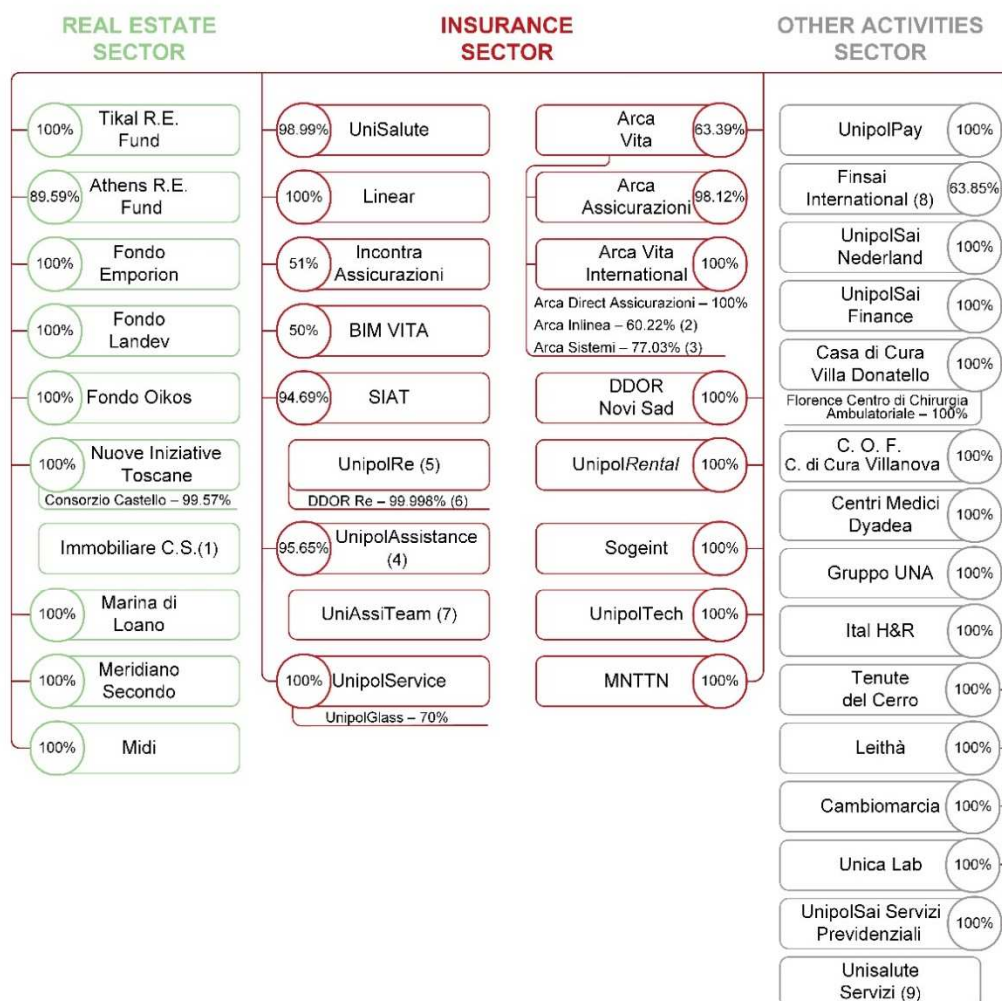 REAL ESTATE
SECTOR
100%
Tikal R.E.
Fund
89.59%
Athens R.E.
Fund
100%
Fondo
Emporion
100%
Fondo
Landev
100%
Fondo Oikos
100%
Nuove Iniziative
Toscane
Consorzio Castello – 99.57%
Immobiliare C.S.(1)
100%
Marina di
Loano
100%
Meridiano
Secondo
100%
Midi
INSURANCE
SECTOR
98.99%
UniSalute
100%
Linear
51%
Incontra
Assicurazioni
50%
BIM VITA
94.69%
SIAT
UnipolRe (5)
DDOR Re – 99.998% (6)
95.65%
UnipolAssistance
(4)
UniAssiTeam (7)
100%
UnipolService
UnipolGlass – 70%
Arca
Vita
63.39%
Arca
Assicurazioni
98.12%
Arca Vita
International
100%
Arca Direct Assicurazioni – 100%
Arca Inlinea – 60.22% (2)
Arca Sistemi – 77.03% (3)
DDOR
Novi Sad
100%
UnipolRental
100%
Sogeint
100%
UnipolTech
100%
MNTTN
100%
OTHER ACTIVITIES
SECTOR
UnipolPay
100%
Finsai
International (8)
63.85%
UnipolSai
Nederland
100%
UnipolSai
Finance
100%
Casa di Cura
Villa Donatello
100%
Florence Centro di Chirurgia
Ambulatoriale – 100%
C. O. F.
C. di Cura Villanova
100%
Centri Medici
Dyadea
100%
Gruppo UNA
100%
Ital H&R
100%
Tenute
del Cerro
100%
Leithà
100%
Cambiomarcia
100%
Unica Lab
100%
UnipolSai Servizi
Previdenziali
100%
Unisalute
Servizi (9)